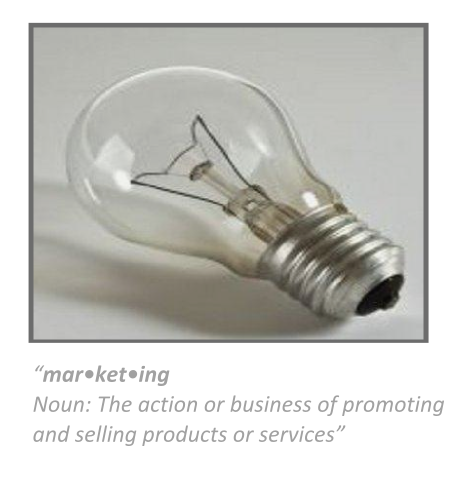 “mar•ket•ing
Noun: The action or business of promoting
and selling products or services”